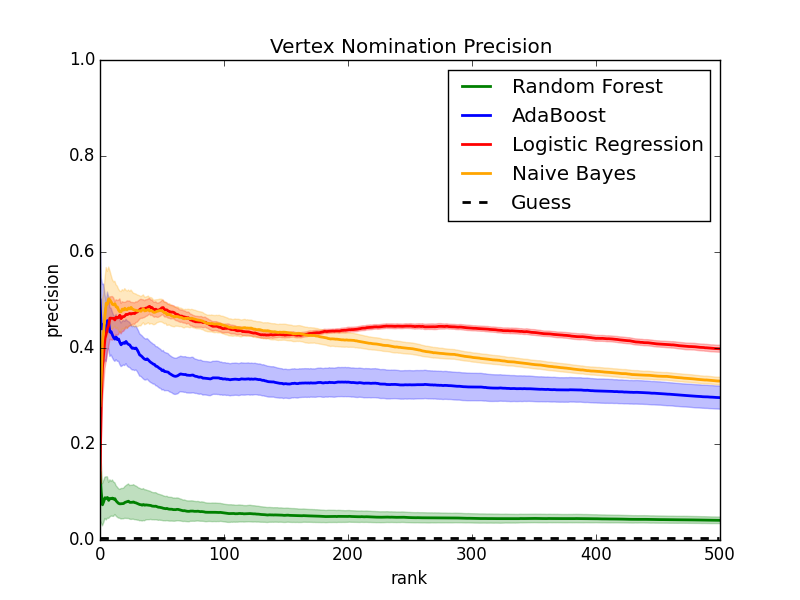 Vertex Nomination Precision
1.0
Random Forest
AdaBoost
Logistic Regression
Naive Bayes
Guess
0.8
0.6
precision
0.4
0.2
0.0
0 100 200 300 400 500
rank